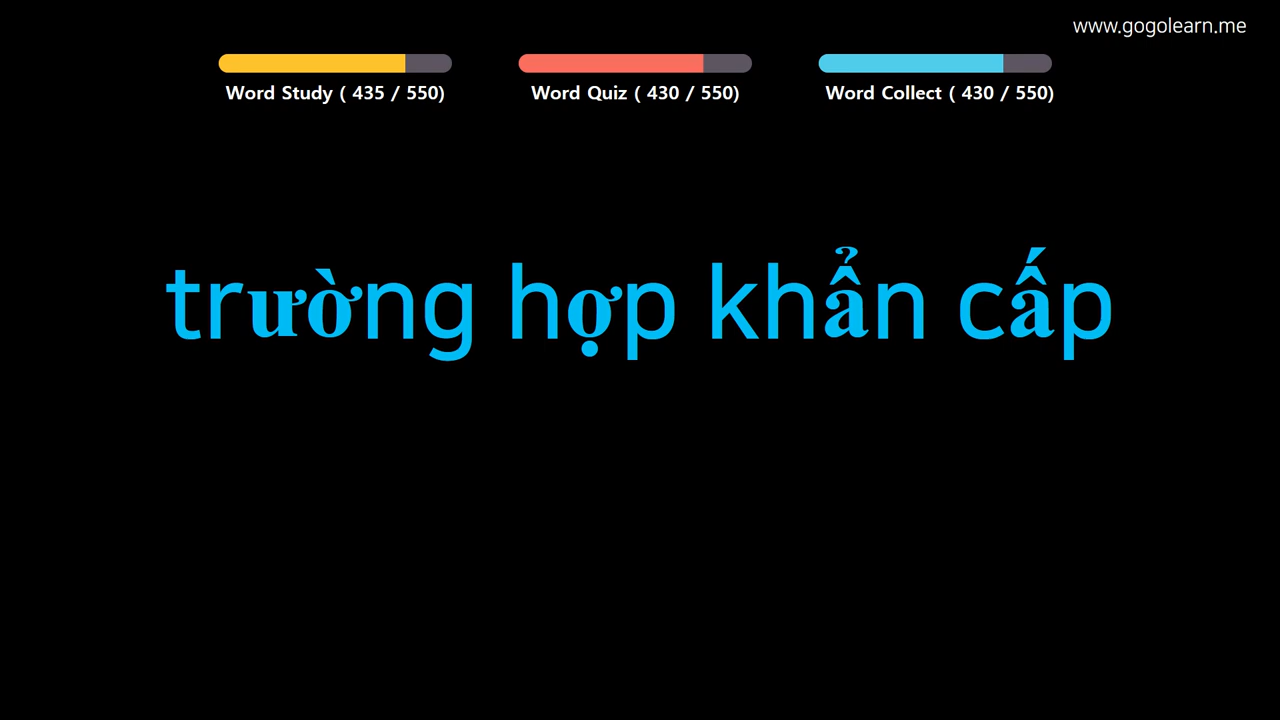 www.gogolearn.me
Word Study ( 435 / 550)
Word Quiz ( 430 / 550)
Word Collect ( 430 / 550)
trường hợp khẩn cấp